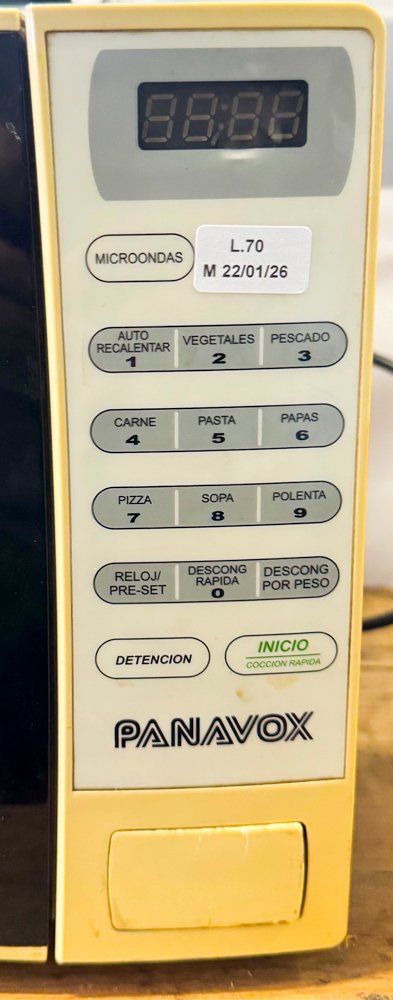 MICROONDAS
L.70
M 22/01/26
AUTO
RECALENTAR
1
VEGETALES
2
PESCADO
3
CARNE
4
PASTA
5
PAPAS
6
PIZZA
7
SOPA
8
POLENTA
9
RELOJ/
PRE-SET
DESCONG
RAPIDA
0
DESCONG
POR PESO
DETENCION
INICIO
COCCION RAPIDA
PANAVOX